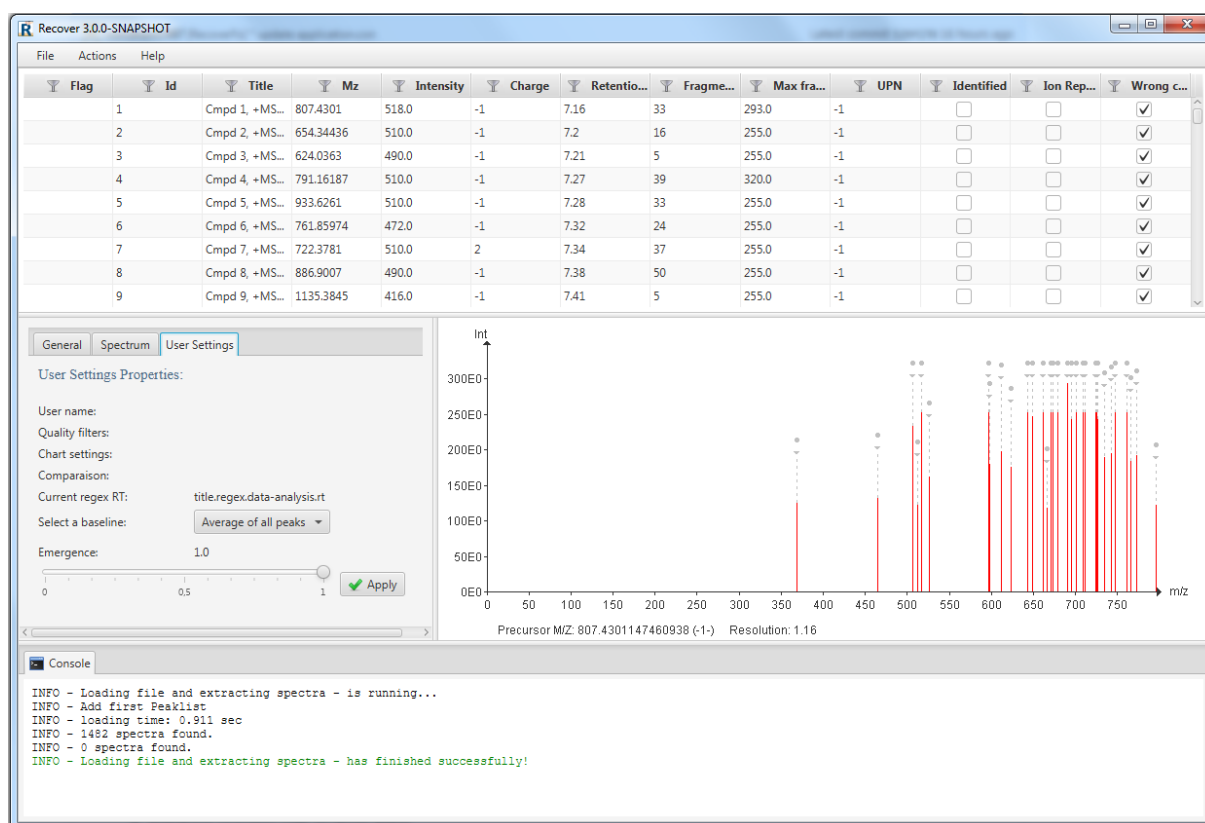 Recover 3.0.0-SNAPSHOT
File Actions Help
Flag Id Title Mz Intensity Charge Retentio... Fragme... Max fra... UPN Identified Ion Rep... Wrong c...
1 Cmpd 1, +MS... 807.4301 518.0 -1 7.16 33 293.0 -1
2 Cmpd 2, +MS... 654.34436 510.0 -1 7.2 16 255.0 -1
3 Cmpd 3, +MS... 624.0363 490.0 -1 7.21 5 255.0 -1
4 Cmpd 4, +MS... 791.16187 510.0 -1 7.27 39 320.0 -1
5 Cmpd 5, +MS... 933.6261 510.0 -1 7.28 33 255.0 -1
6 Cmpd 6, +MS... 761.85974 472.0 -1 7.32 24 255.0 -1
7 Cmpd 7, +MS... 722.3781 510.0 2 7.34 37 255.0 -1
8 Cmpd 8, +MS... 886.9007 490.0 -1 7.38 50 255.0 -1
9 Cmpd 9, +MS... 1135.3845 416.0 -1 7.41 5 255.0 -1
General Spectrum User Settings
User Settings Properties:
User name:
Quality filters:
Chart settings:
Comparaison:
Current regex RT: title.regex.data-analysis.rt
Select a baseline: Average of all peaks
Emergence: 1.0
0 0,5 1
Apply
Int
300E0
250E0
200E0
150E0
100E0
50E0
0E0
0 50 100 150 200 250 300 350 400 450 500 550 600 650 700 750 m/z
Precursor M/Z: 807.4301147460938 (-1-) Resolution: 1.16
Console
INFO - Loading file and extracting spectra - is running...
INFO - Add first Peaklist
INFO - loading time: 0.911 sec
INFO - 1482 spectra found.
INFO - 0 spectra found.
INFO - Loading file and extracting spectra - has finished successfully!